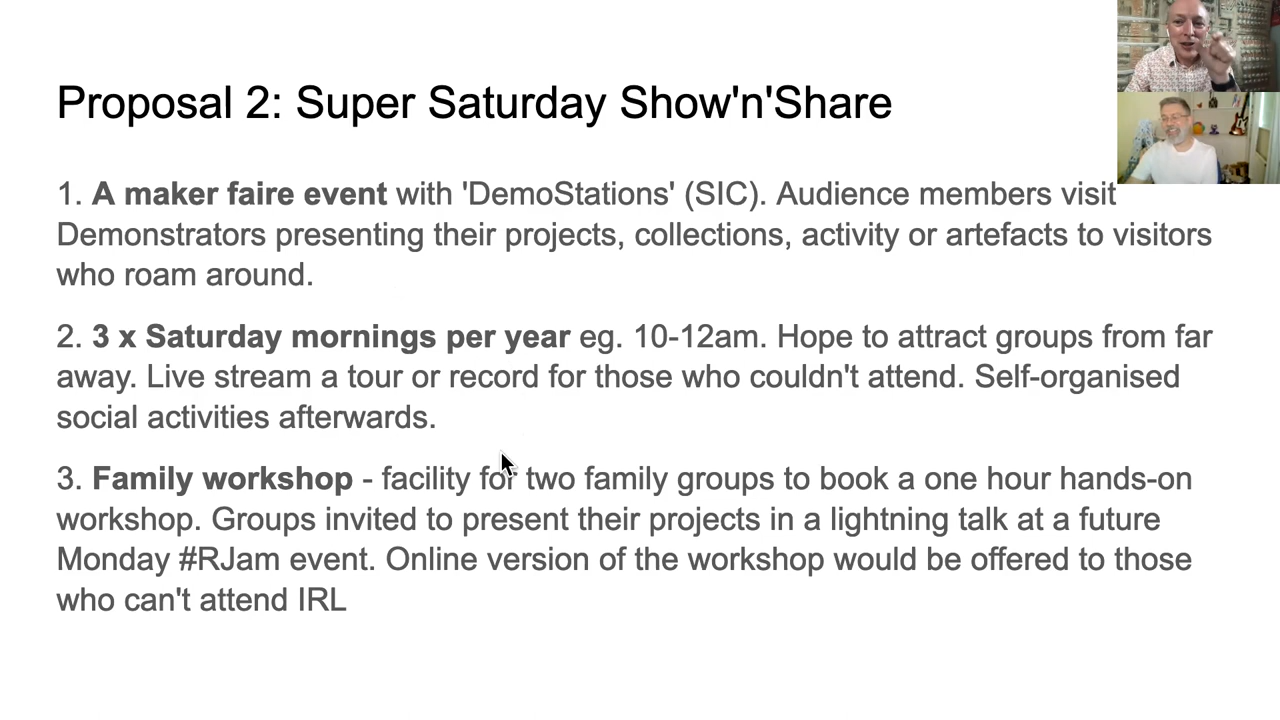 Proposal 2: Super Saturday Show'n'Share
1. A maker faire event with 'DemoStations' (SIC). Audience members visit
Demonstrators presenting their projects, collections, activity or artefacts to visitors
who roam around.
2. 3 x Saturday mornings per year eg. 10-12am. Hope to attract groups from far
away. Live stream a tour or record for those who couldn't attend. Self-organised
social activities afterwards.
3. Family workshop - facility for two family groups to book a one hour hands-on
workshop. Groups invited to present their projects in a lightning talk at a future
Monday #RJam event. Online version of the workshop would be offered to those
who can't attend IRL